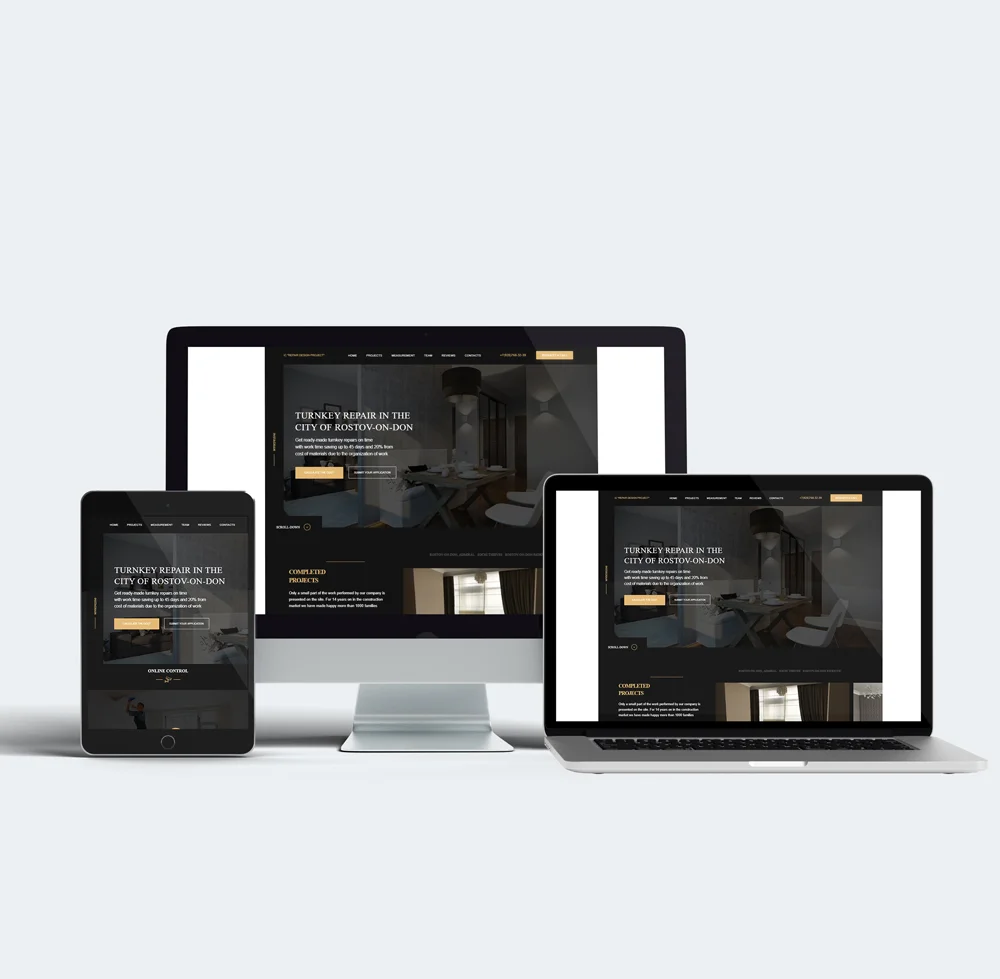 HOME PROJECTS MEASUREMENT TEAM REVIEWS CONTACTS
TURNKEY REPAIR IN THE
CITY OF ROSTOV-ON-DON
Get ready-made turnkey repairs on time
with work time saving up to 45 days and 20% from
cost of materials due to the organization of work
SUBMIT YOUR APPLICATION
SCROLL DOWN
COMPLETED
PROJECTS
Only a small part of the work performed by our company is
presented on the site. For 14 years on in the construction
market we have made happy more than 1000 families
HOME PROJECTS MEASUREMENT TEAM REVIEWS CONTACTS
TURNKEY REPAIR IN THE
CITY OF ROSTOV-ON-DON
Get ready-made turnkey repairs on time
with work time saving up to 45 days and 20% from
cost of materials due to the organization of work
SUBMIT YOUR APPLICATION
ONLINE CONTROL
HOME PROJECTS MEASUREMENT TEAM REVIEWS CONTACTS
TURNKEY REPAIR IN THE
CITY OF ROSTOV-ON-DON
Get ready-made turnkey repairs on time
with work time saving up to 45 days and 20% from
cost of materials due to the organization of work
SUBMIT YOUR APPLICATION
SCROLL DOWN
COMPLETED
PROJECTS
Only a small part of the work performed by our company is
presented on the site. For 14 years on in the construction
market we have made happy more than 1000 families